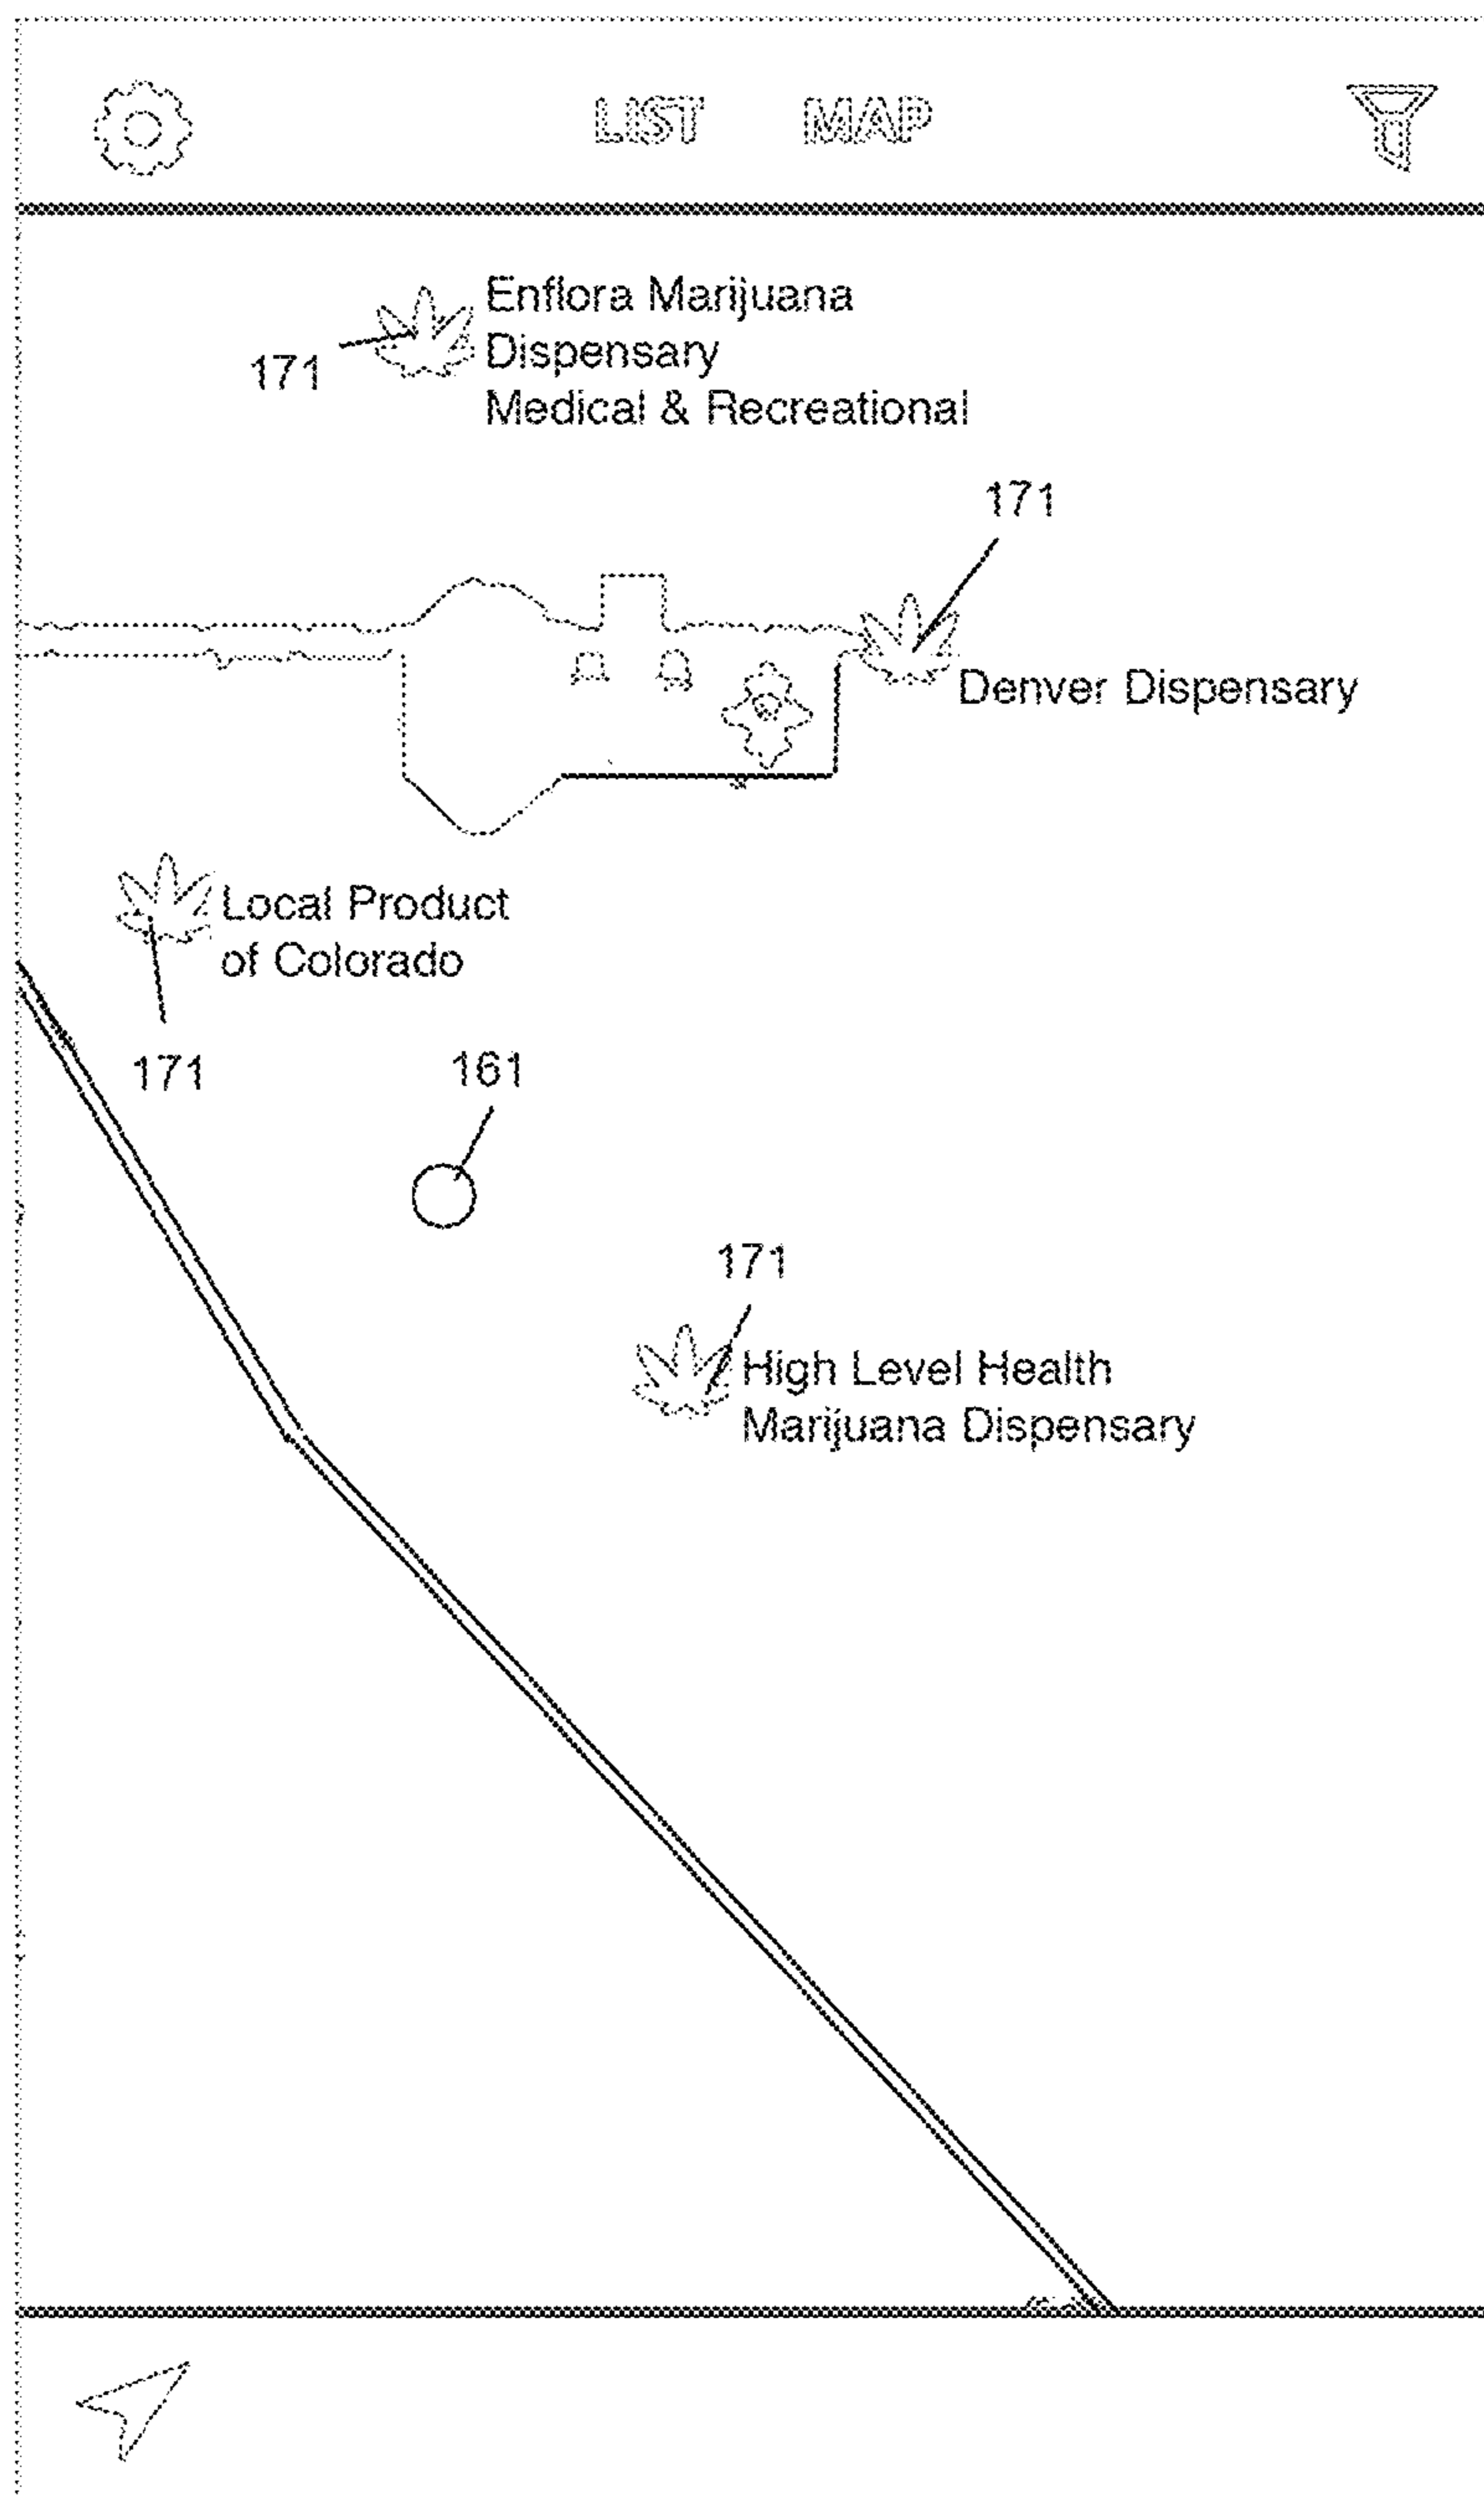 LIST MAP
Enflora Marijuana
Dispensary
171
Medical & Recreational
171
Denver Dispensary
Local Product
of Colorado
171
161
171
High Level Health
Marijuana Dispensary